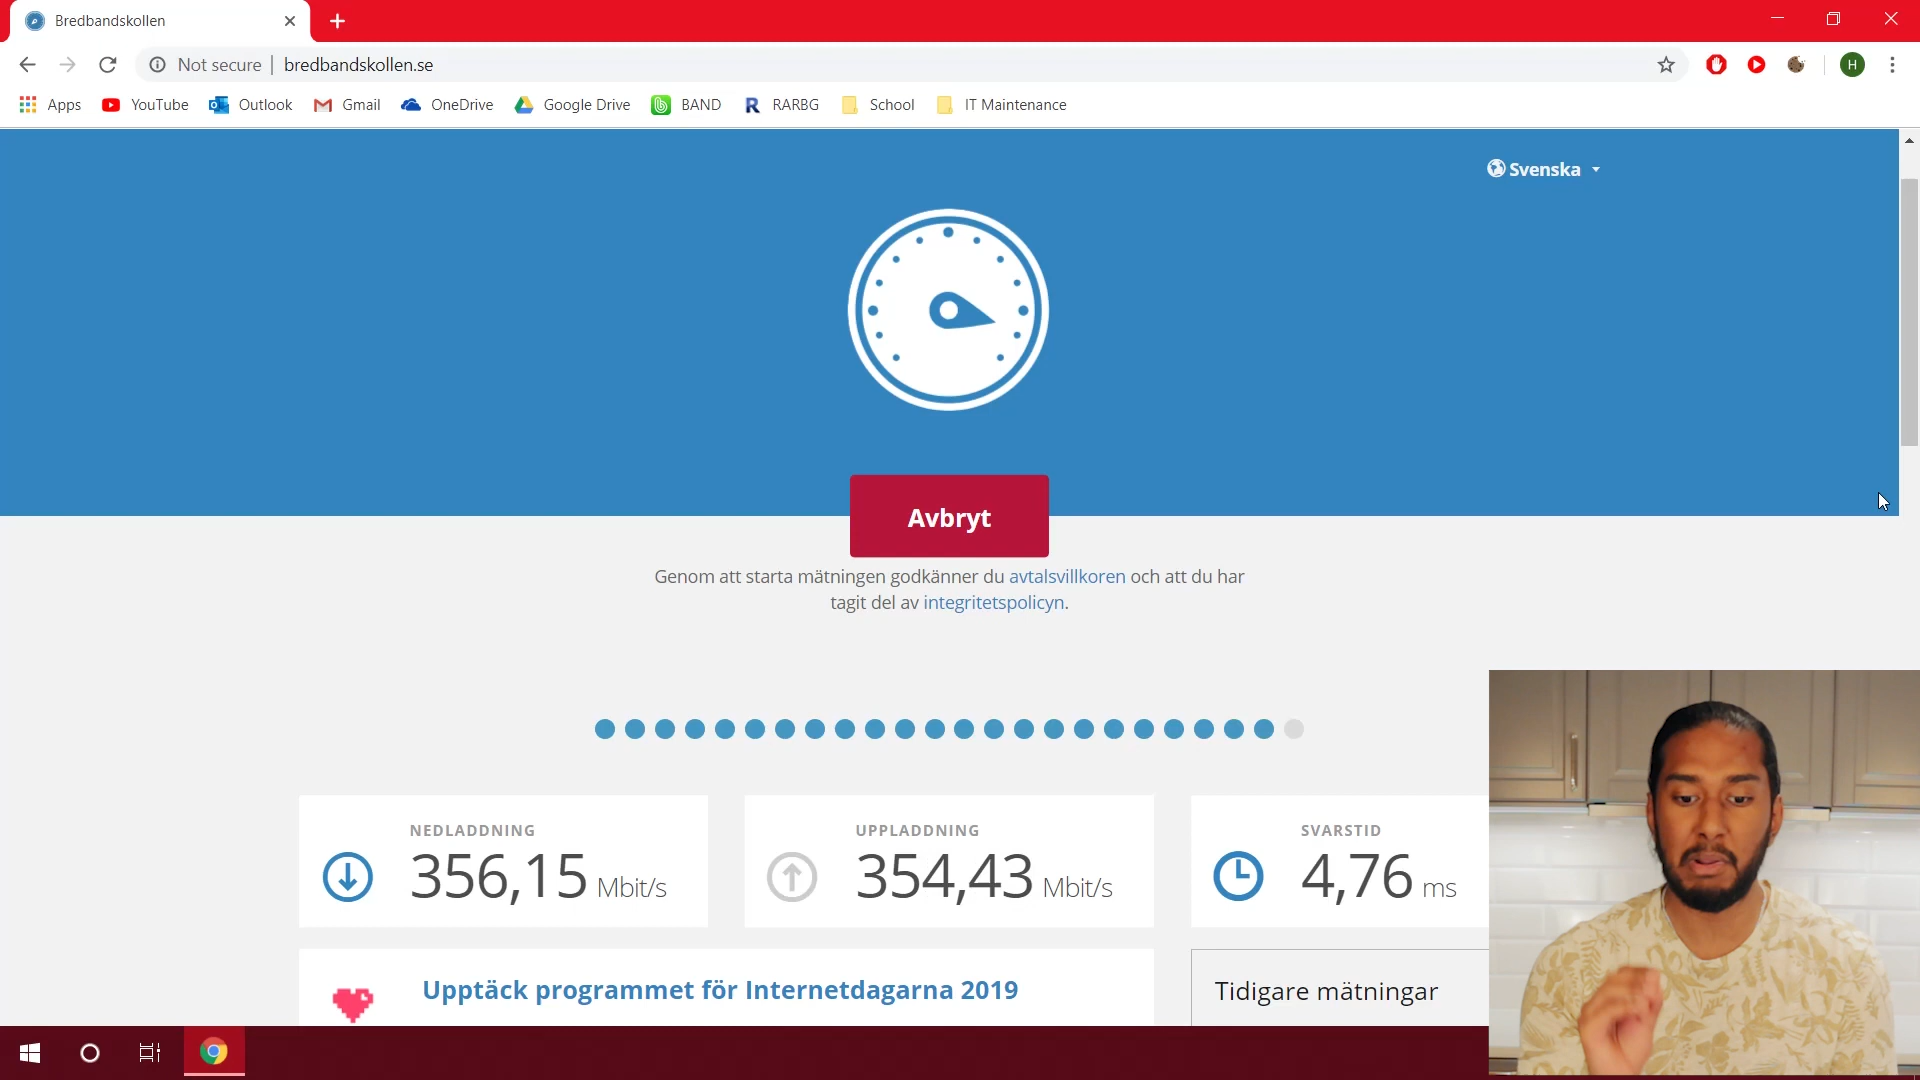 Bredbandskollen
Not secure | bredbandskollen.se
H
Apps YouTube Outlook Gmail OneDrive Google Drive BAND RARBG School IT Maintenance
Svenska
Avbryt
Genom att starta mätningen godkänner du avtalsvillkoren och att du har
tagit del av integritetspolicyn.
NEDLADDNING
356,15 Mbit/s
UPPLADDNING
354,43 Mbit/s
SVARSTID
4,76 ms
Upptäck programmet för Internetdagarna 2019
Tidigare mätningar